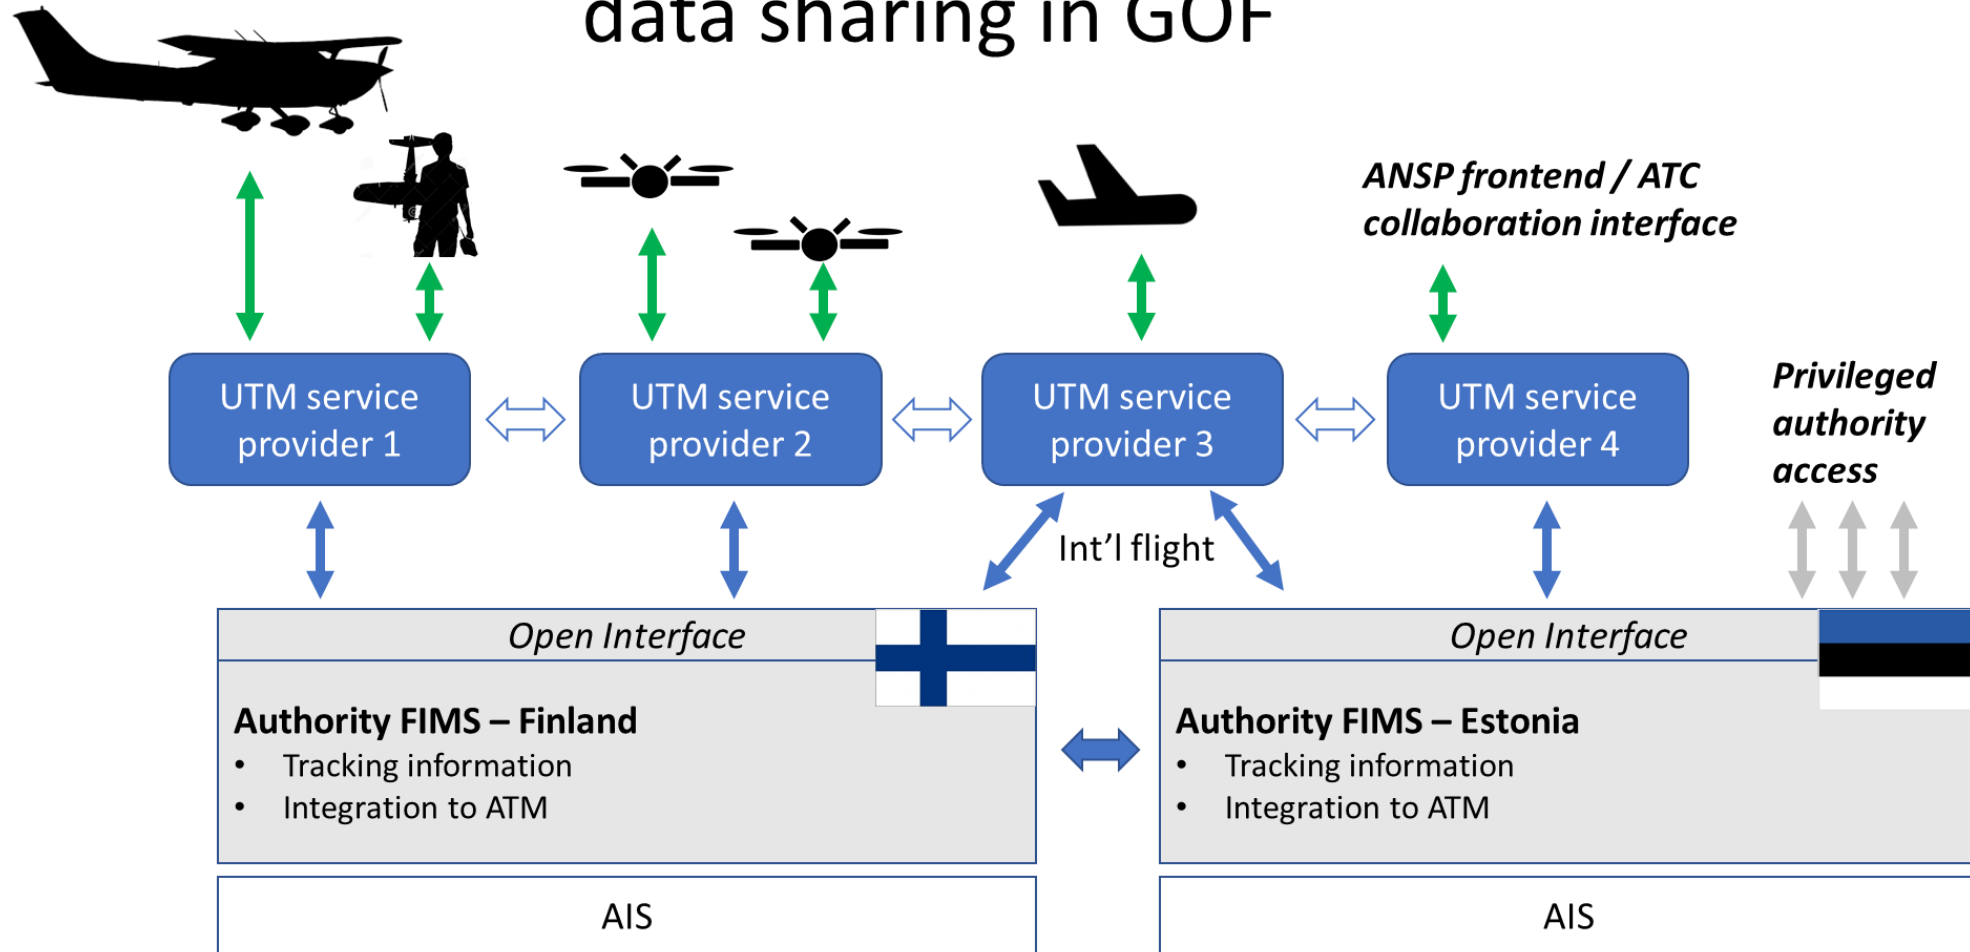 data sharing in GOF
ANSP frontend / ATC
collaboration interface
UTM service
provider 1
UTM service
provider 2
UTM service
provider 3
UTM service
provider 4
Privileged
authority
access
Int'l flight
Open Interface
Authority FIMS – Finland
• Tracking information
• Integration to ATM
AIS
Open Interface
Authority FIMS – Estonia
• Tracking information
• Integration to ATM
AIS